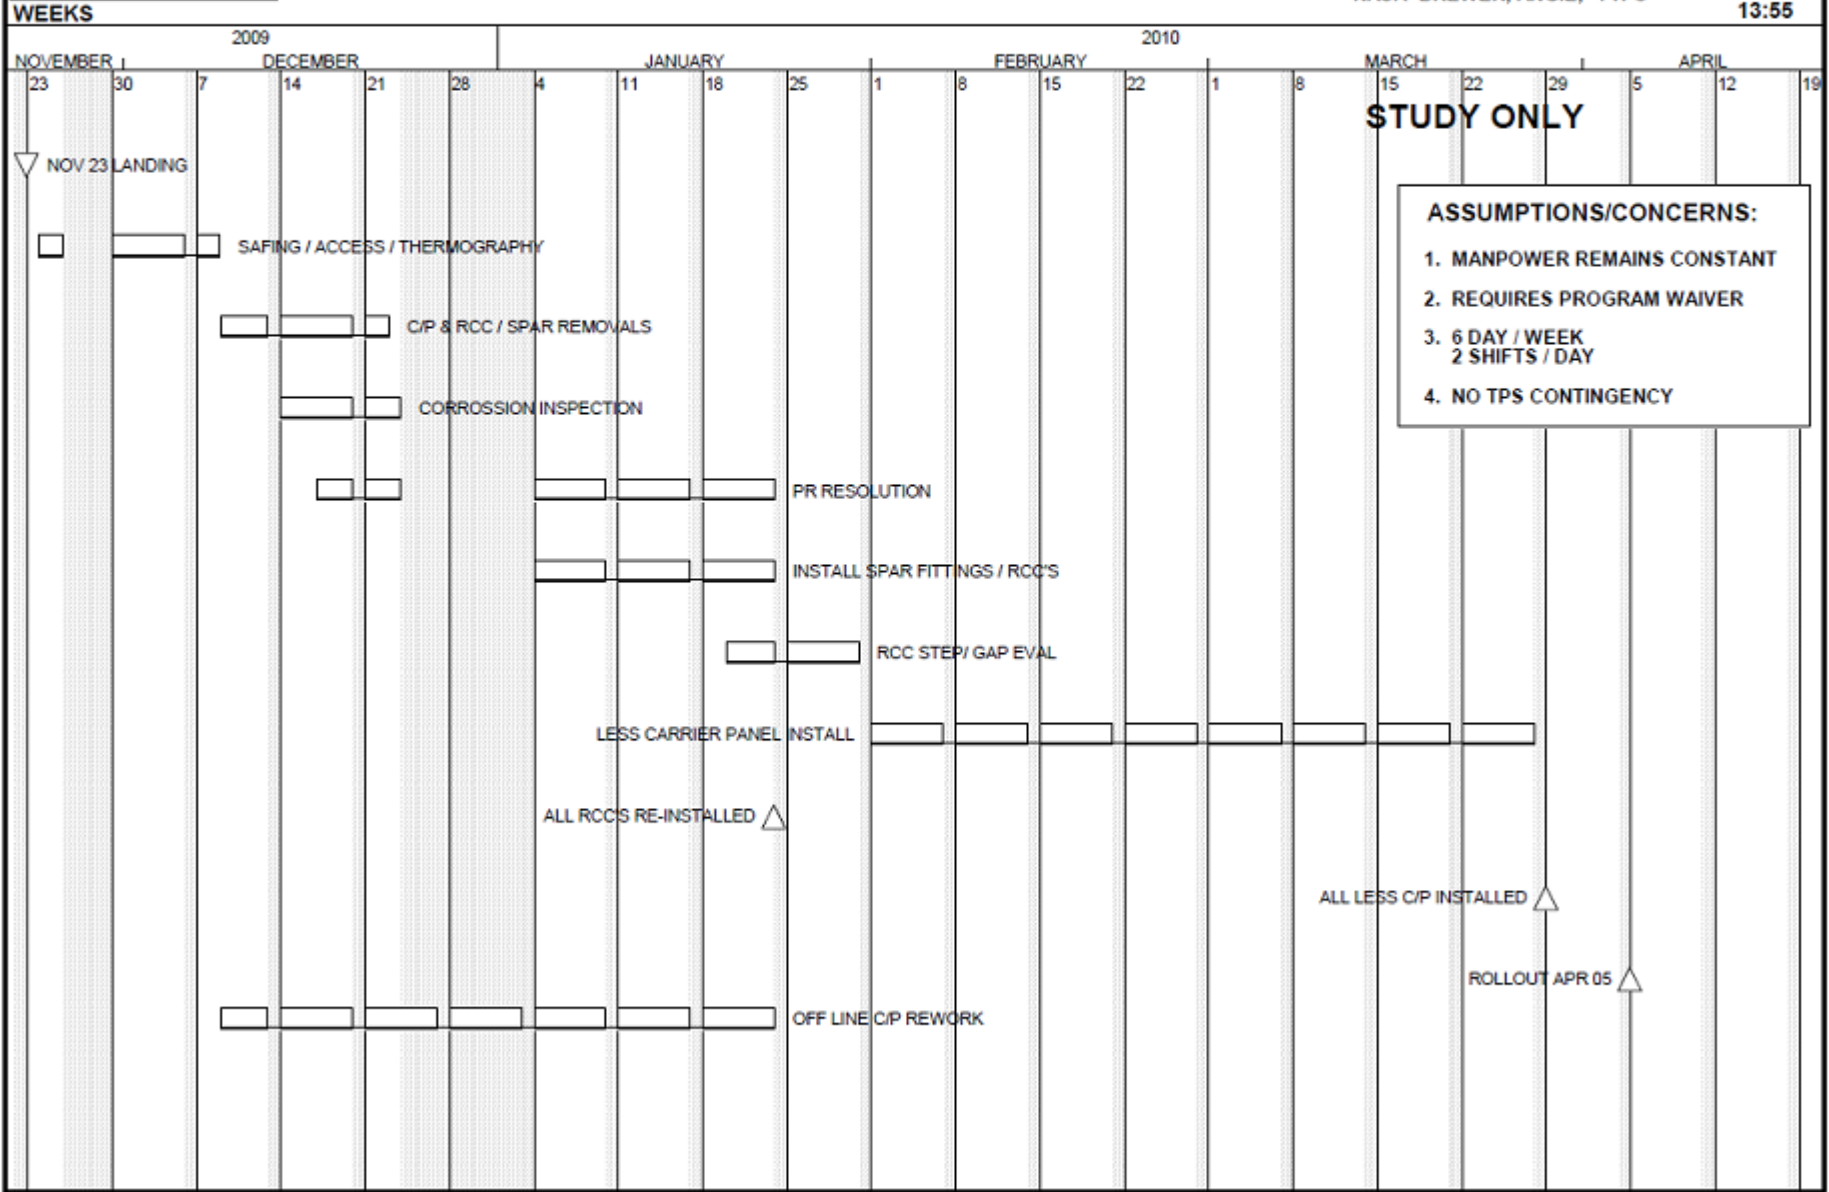 WEEKS
13:55
2009 2010
NOVEMBER DECEMBER JANUARY FEBRUARY MARCH APRIL
23 30 7 14 21 28 4 11 18 25 1 8 15 22 1 8 15 22 29 5 12 19
STUDY ONLY
NOV 23 LANDING
ASSUMPTIONS/CONCERNS:
1. MANPOWER REMAINS CONSTANT
2. REQUIRES PROGRAM WAIVER
3. 6 DAY / WEEK
2 SHIFTS / DAY
4. NO TPS CONTINGENCY
SAFING / ACCESS / THERMOGRAPHY
C/P & RCC / SPAR REMOVALS
CORROSSION INSPECTION
PR RESOLUTION
INSTALL SPAR FITTINGS / RCC'S
RCC STEP/ GAP EVAL
LESS CARRIER PANEL INSTALL
ALL RCC'S RE-INSTALLED
ALL LESS C/P INSTALLED
ROLLOUT APR 05
OFF LINE C/P REWORK